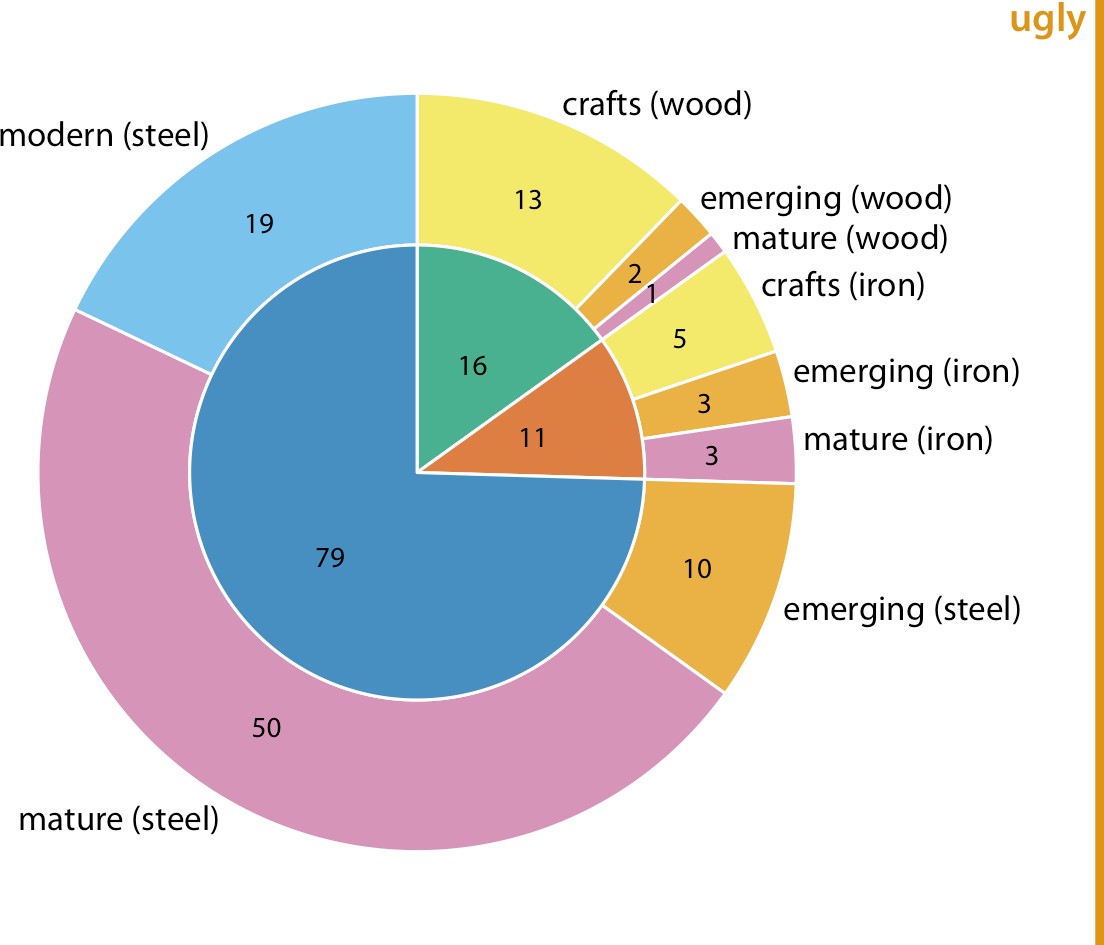 ugly
crafts (wood)
modern (steel)
emerging (wood)
13
19
mature (wood)
2
crafts (iron)
1
5
16
emerging (iron)
3
11
mature (iron)
3
79
10
emerging (steel)
50
mature (steel)